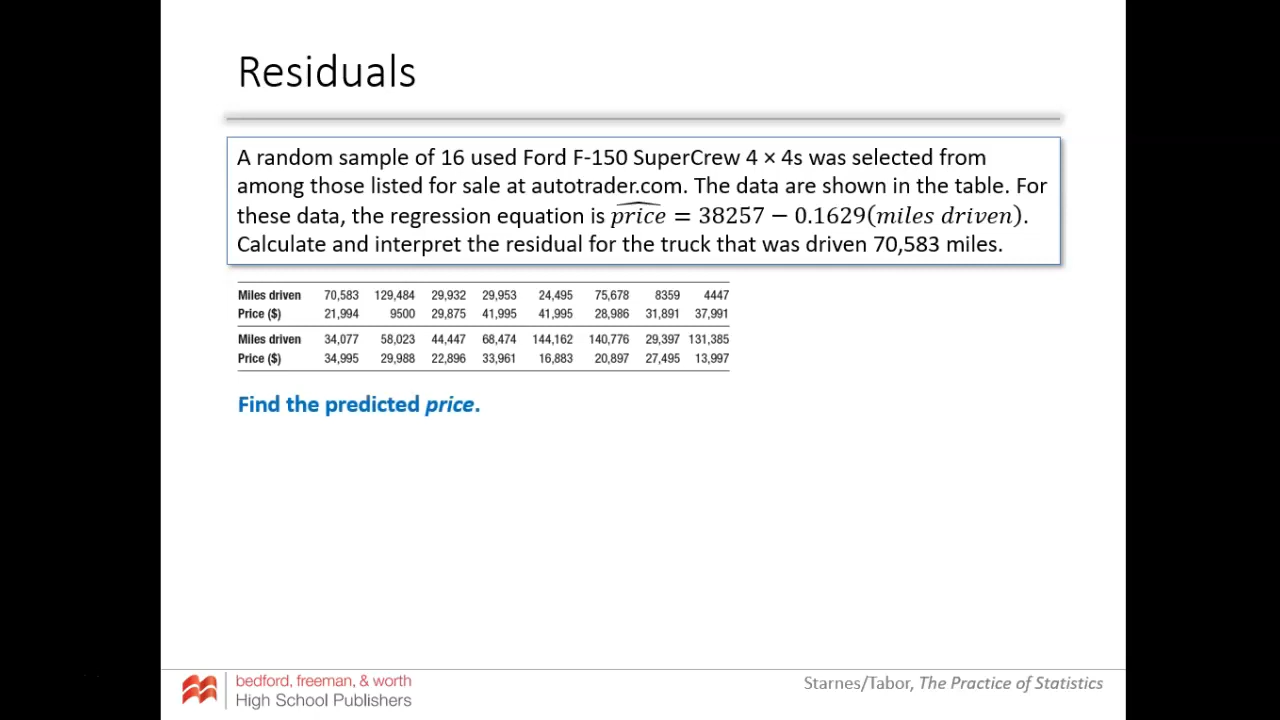 Residuals
A random sample of 16 used Ford F-150 SuperCrew 4 × 4s was selected from
among those listed for sale at autotrader.com. The data are shown in the table. For
these data, the regression equation is \widehat{price} = 38257 − 0.1629(miles driven).
Calculate and interpret the residual for the truck that was driven 70,583 miles.
Miles driven 70,583 129,484 29,932 29,953 24,495 75,678 8359 4447
Price ($) 21,994 9500 29,875 41,995 41,995 28,986 31,891 37,991
Miles driven 34,077 58,023 44,447 68,474 144,162 140,776 29,397 131,385
Price ($) 34,995 29,988 22,896 33,961 16,883 20,897 27,495 13,997
Find the predicted price.
bedford, freeman, & worth
High School Publishers
Starnes/Tabor, The Practice of Statistics